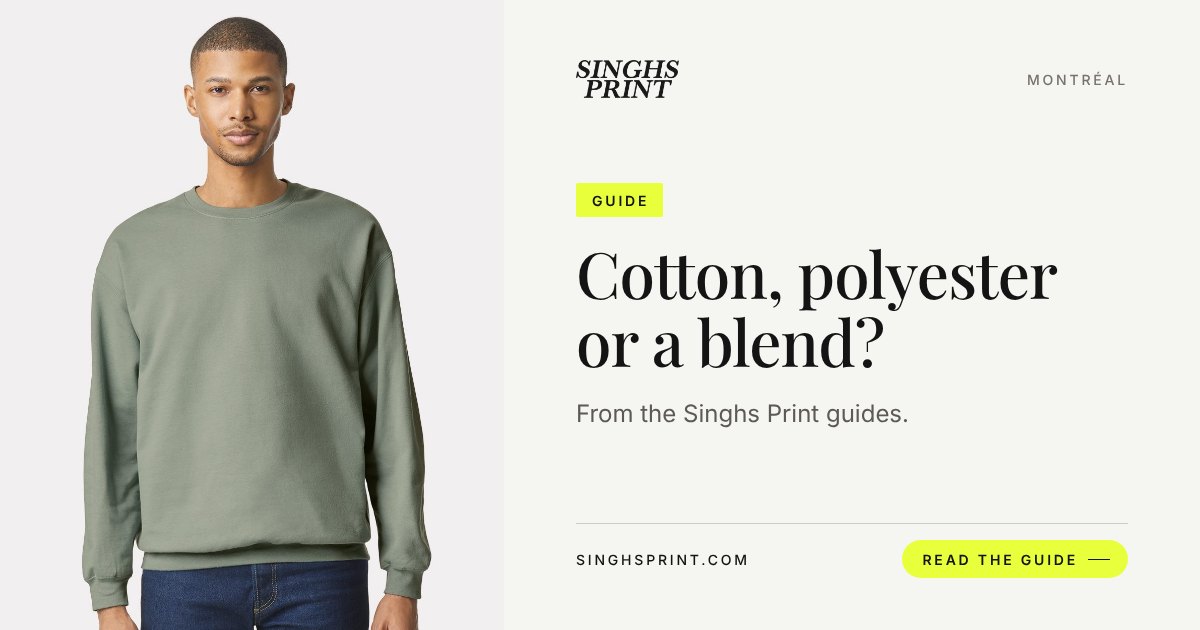 SINGHS
PRINT
MONTRÉAL
GUIDE
Cotton, polyester
or a blend?
From the Singhs Print guides.
SINGHSPRINT.COM
READ THE GUIDE —